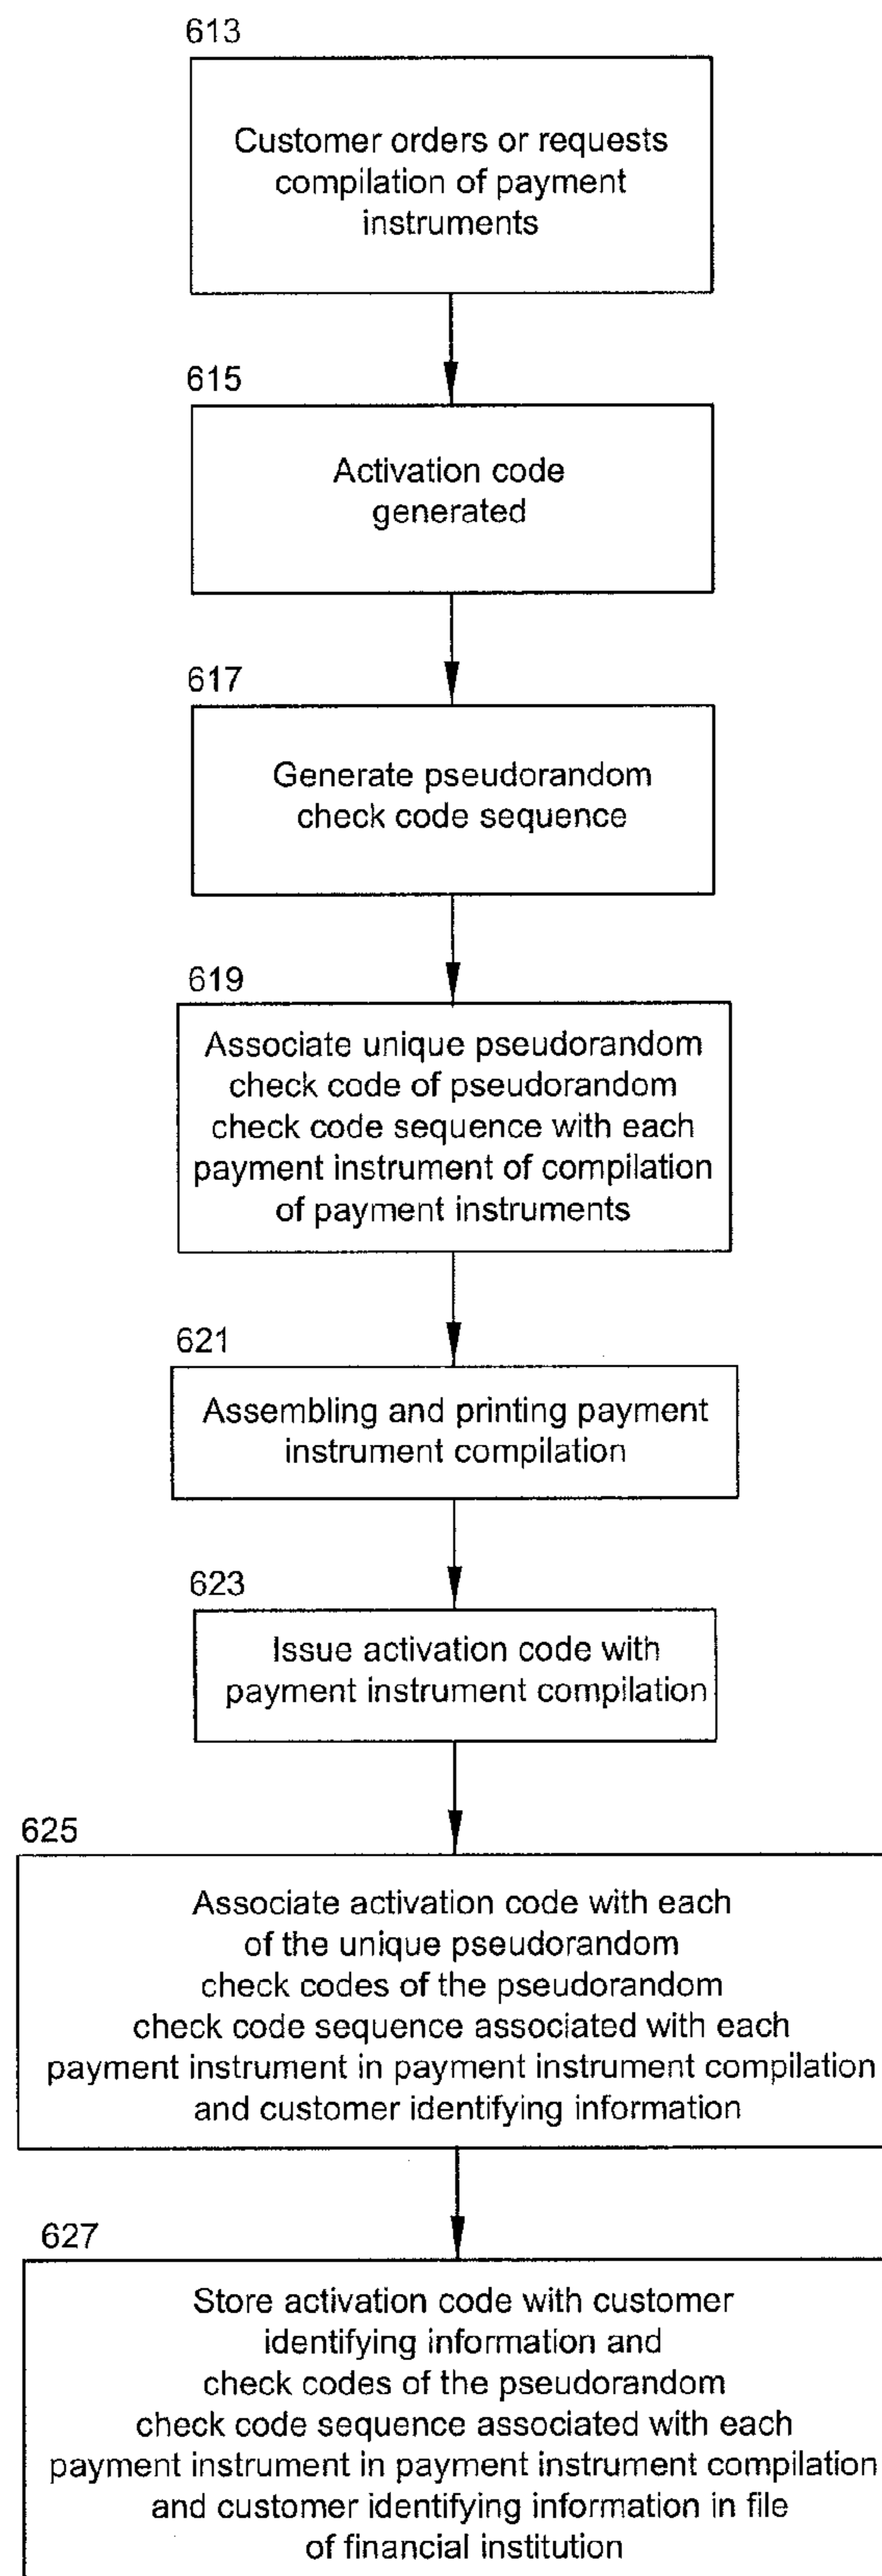 613
Customer orders or requests
compilation of payment
instruments
615
Activation code
generated
617
Generate pseudorandom
check code sequence
619
Associate unique pseudorandom
check code of pseudorandom
check code sequence with each
payment instrument of compilation
of payment instruments
621
Assembling and printing payment
instrument compilation
623
Issue activation code with
payment instrument compilation
625
Associate activation code with each
of the unique pseudorandom
check codes of the pseudorandom
check code sequence associated with each
payment instrument in payment instrument compilation
and customer identifying information
627
Store activation code with customer
identifying information and
check codes of the pseudorandom
check code sequence associated with each
payment instrument in payment instrument compilation
and customer identifying information in file
of financial institution